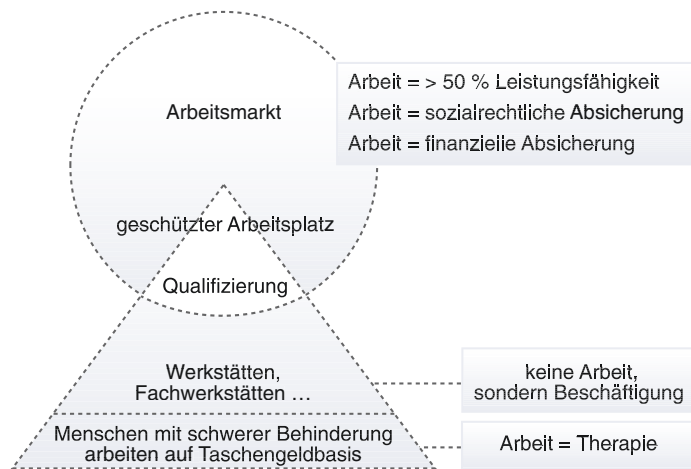 Arbeitsmarkt
Arbeit = > 50 % Leistungsfähigkeit
Arbeit = sozialrechtliche Absicherung
Arbeit = finanzielle Absicherung
geschützter Arbeitsplatz
Qualifizierung
Werkstätten,
Fachwerkstätten ...
keine Arbeit,
sondern Beschäftigung
Menschen mit schwerer Behinderung
arbeiten auf Taschengeldbasis
Arbeit = Therapie